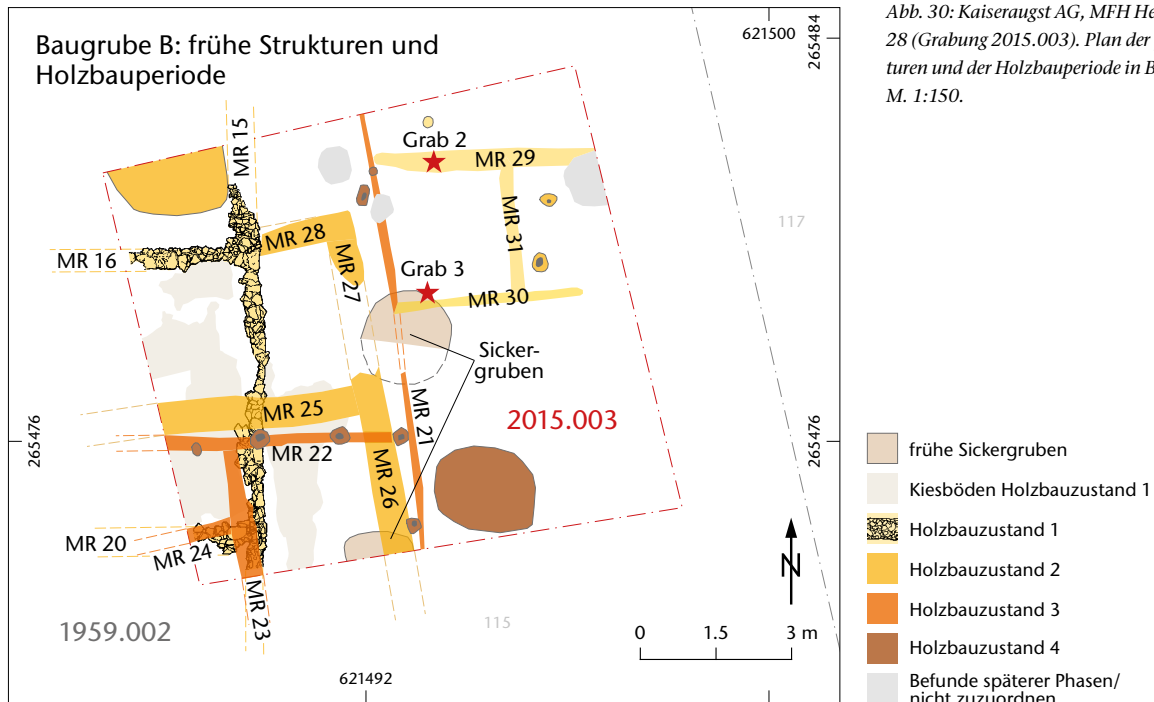 Baugrube B: frühe Strukturen und
Holzbauperiode
621500
265484
Abb. 30: Kaiseraugst AG, MFH He
28 (Grabung 2015.003). Plan der
turen und der Holzbauperiode in B
M. 1:150.
MR 15
Grab 2
MR 29
MR 31
117
MR 28
MR 16
MR 27
Grab 3
MR 30
Sicker-
gruben
MR 21
MR 25
2015.003
265476
265476
MR 22
MR 26
MR 20
MR 24
MR 23
1959.002
115
N
0 1.5 3 m
621492
frühe Sickergruben
Kiesböden Holzbauzustand 1
Holzbauzustand 1
Holzbauzustand 2
Holzbauzustand 3
Holzbauzustand 4
Befunde späterer Phasen/
nicht zuzuordnen